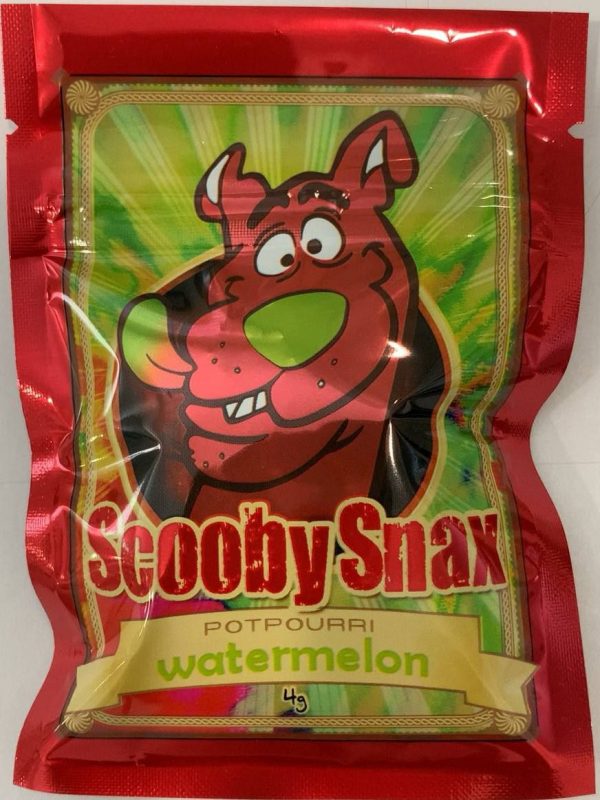 Scooby Snax
POTPOURRI
watermelon
4g